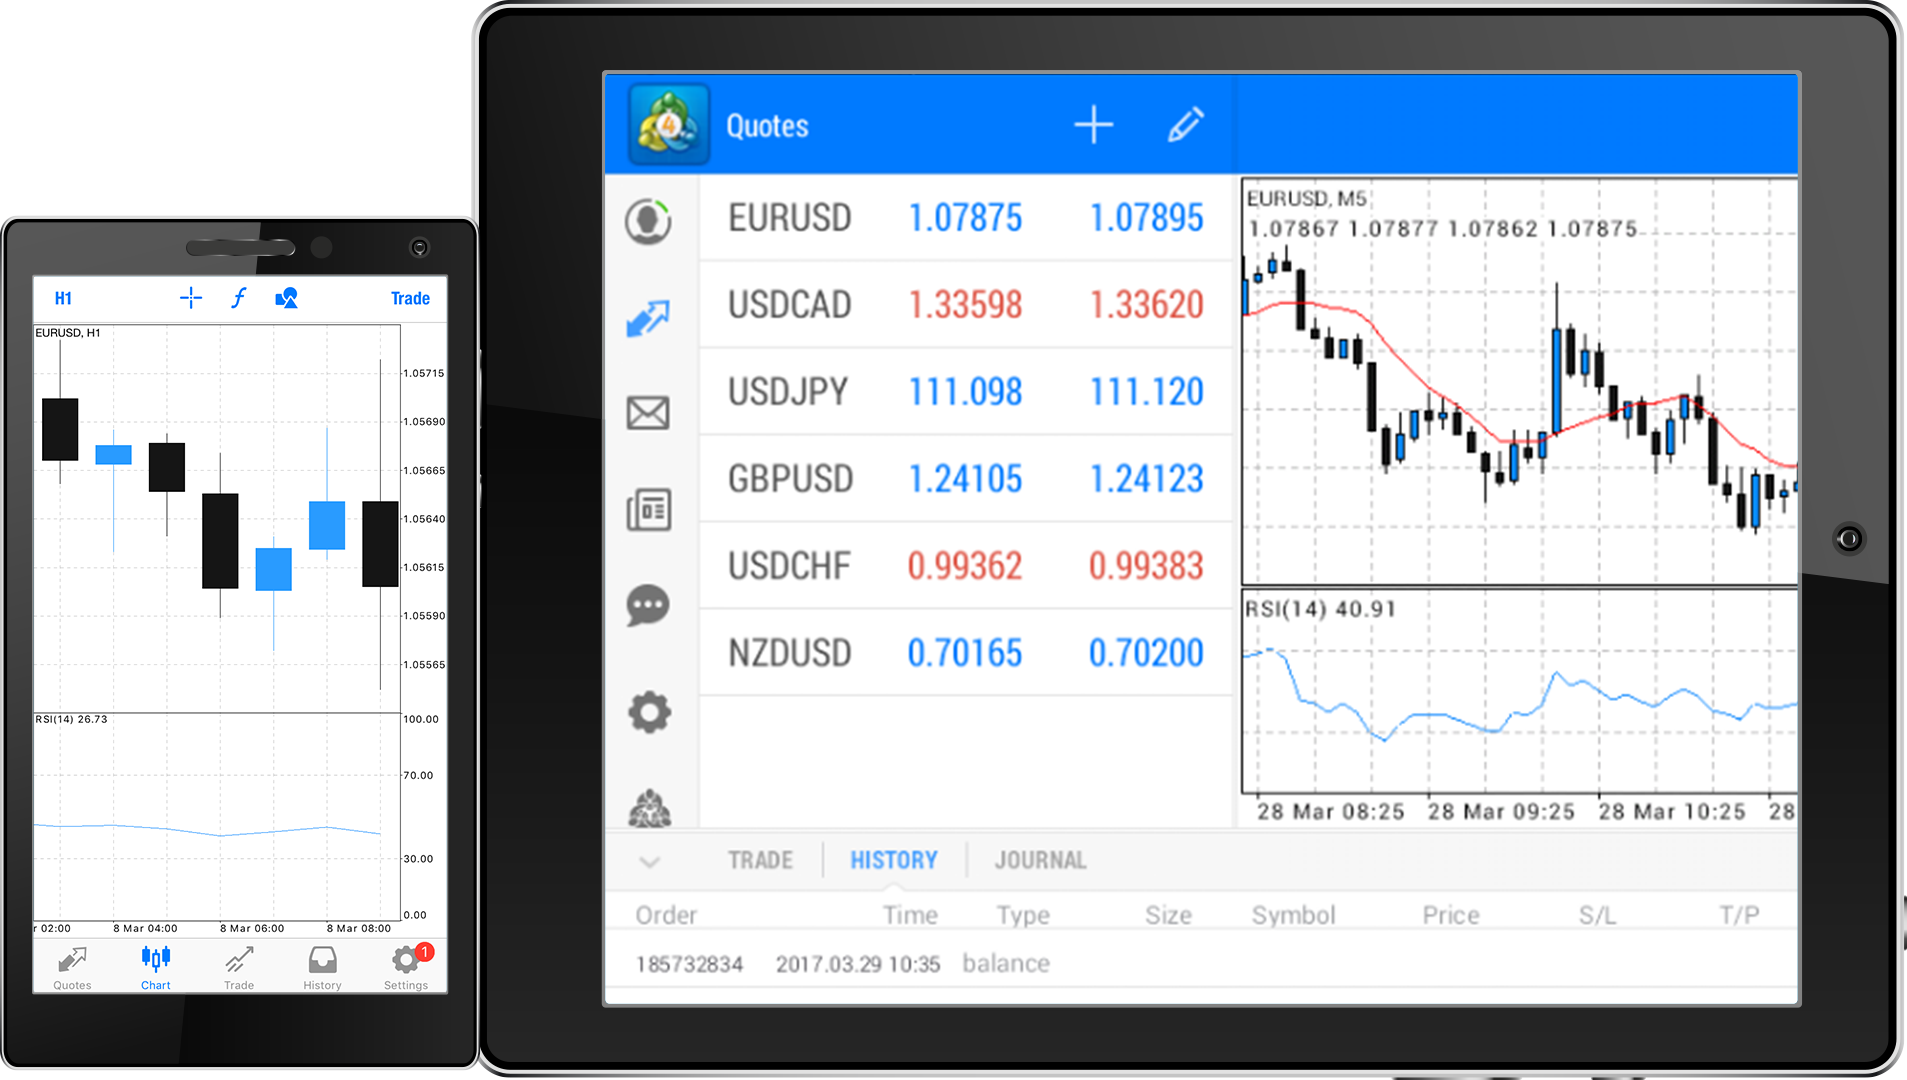 H1 Trade
EURUSD, H1
1.05715
1.05690
1.05665
1.05640
1.05615
1.05590
1.05565
RSI(14) 26.73
100.00
70.00
30.00
0.00
r 02:00 8 Mar 04:00 8 Mar 06:00 8 Mar 08:00
1
Quotes Chart Trade History Settings
4
Quotes
EURUSD 1.07875 1.07895
USDCAD 1.33598 1.33620
USDJPY 111.098 111.120
GBPUSD 1.24105 1.24123
USDCHF 0.99362 0.99383
NZDUSD 0.70165 0.70200
EURUSD, M5
1.07867 1.07877 1.07862 1.07875
RSI(14) 40.91
28 Mar 08:25 28 Mar 09:25 28 Mar 10:25 28
TRADE HISTORY JOURNAL
Order Time Type Size Symbol Price S/L T/P
185732834 2017.03.29 10:35 balance